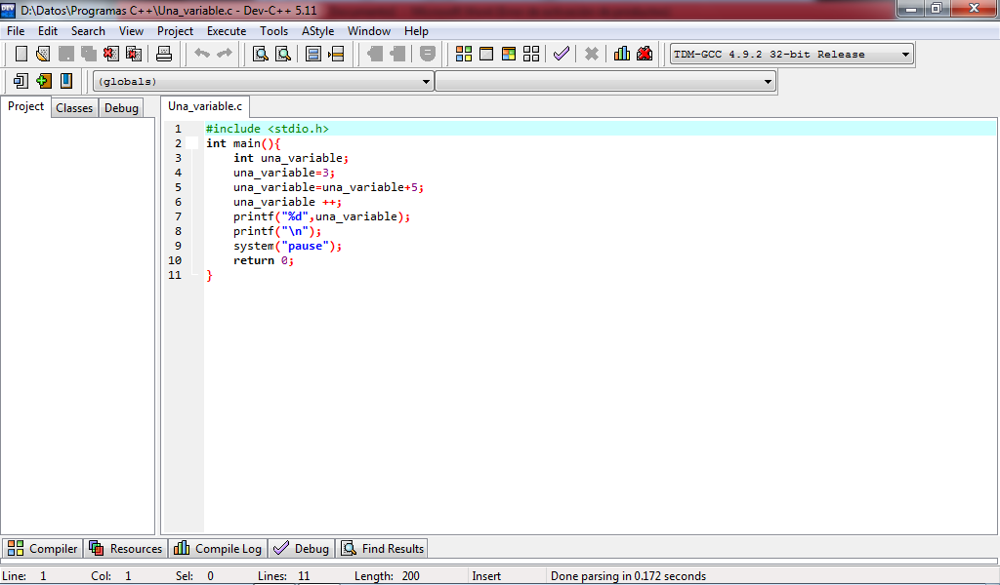 D:\Datos\Programas C++\Una_variable.c - Dev-C++ 5.11
File Edit Search View Project Execute Tools AStyle Window Help
TDM-GCC 4.9.2 32-bit Release
(globals)
Project Classes Debug
Una_variable.c
1 #include <stdio.h>
2 int main(){
3 int una_variable;
4 una_variable=3;
5 una_variable=una_variable+5;
6 una_variable ++;
7 printf("%d",una_variable);
8 printf("\n");
9 system("pause");
10 return 0;
11 }
Compiler Resources Compile Log Debug Find Results
Line: 1 Col: 1 Sel: 0 Lines: 11 Length: 200 Insert Done parsing in 0.172 seconds